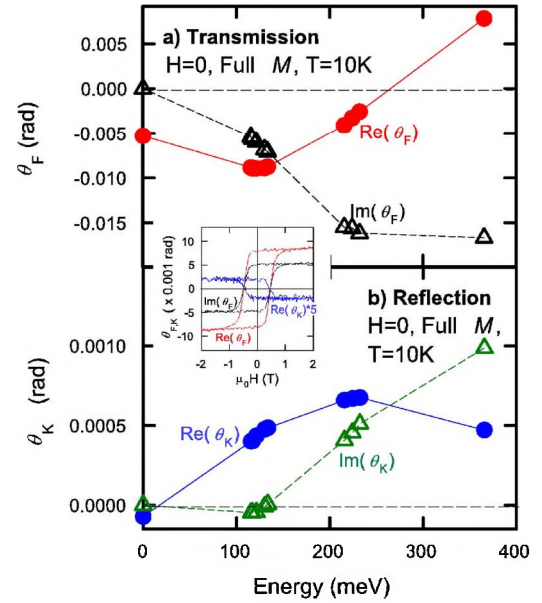 a) Transmission
H=0, Full M, T=10K
0.005
0.000
-0.005
-0.010
-0.015
θF (rad)
Re(θF)
Im(θF)
10
5
0
-5
-10
θF,K ( x 0.001 rad)
Im(θF)
Re(θK)*5
Re(θF)
-2 -1 0 1 2
μ0H (T)
b) Reflection
H=0, Full M,
T=10K
0.0010
0.0005
0.0000
θK (rad)
Re(θK)
Im(θK)
0 100 200 300 400
Energy (meV)